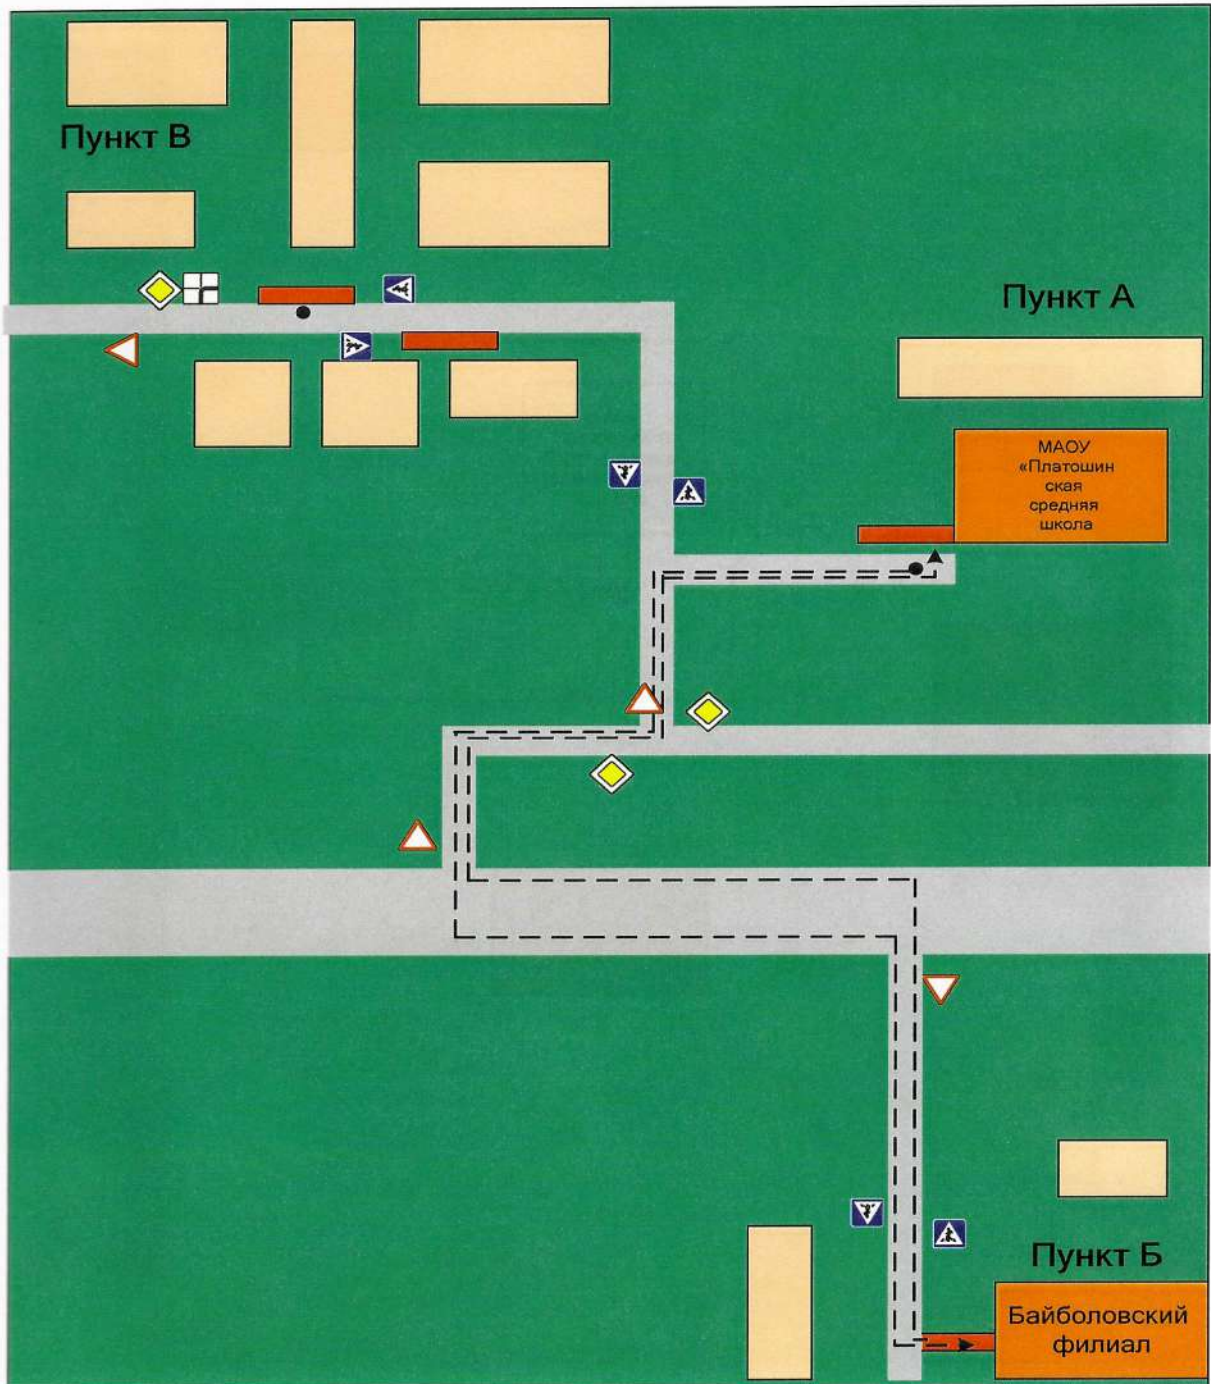 Пункт В
Пункт А
МАОУ
«Платошин
ская
средняя
школа
Пункт Б
Байболовский
филиал